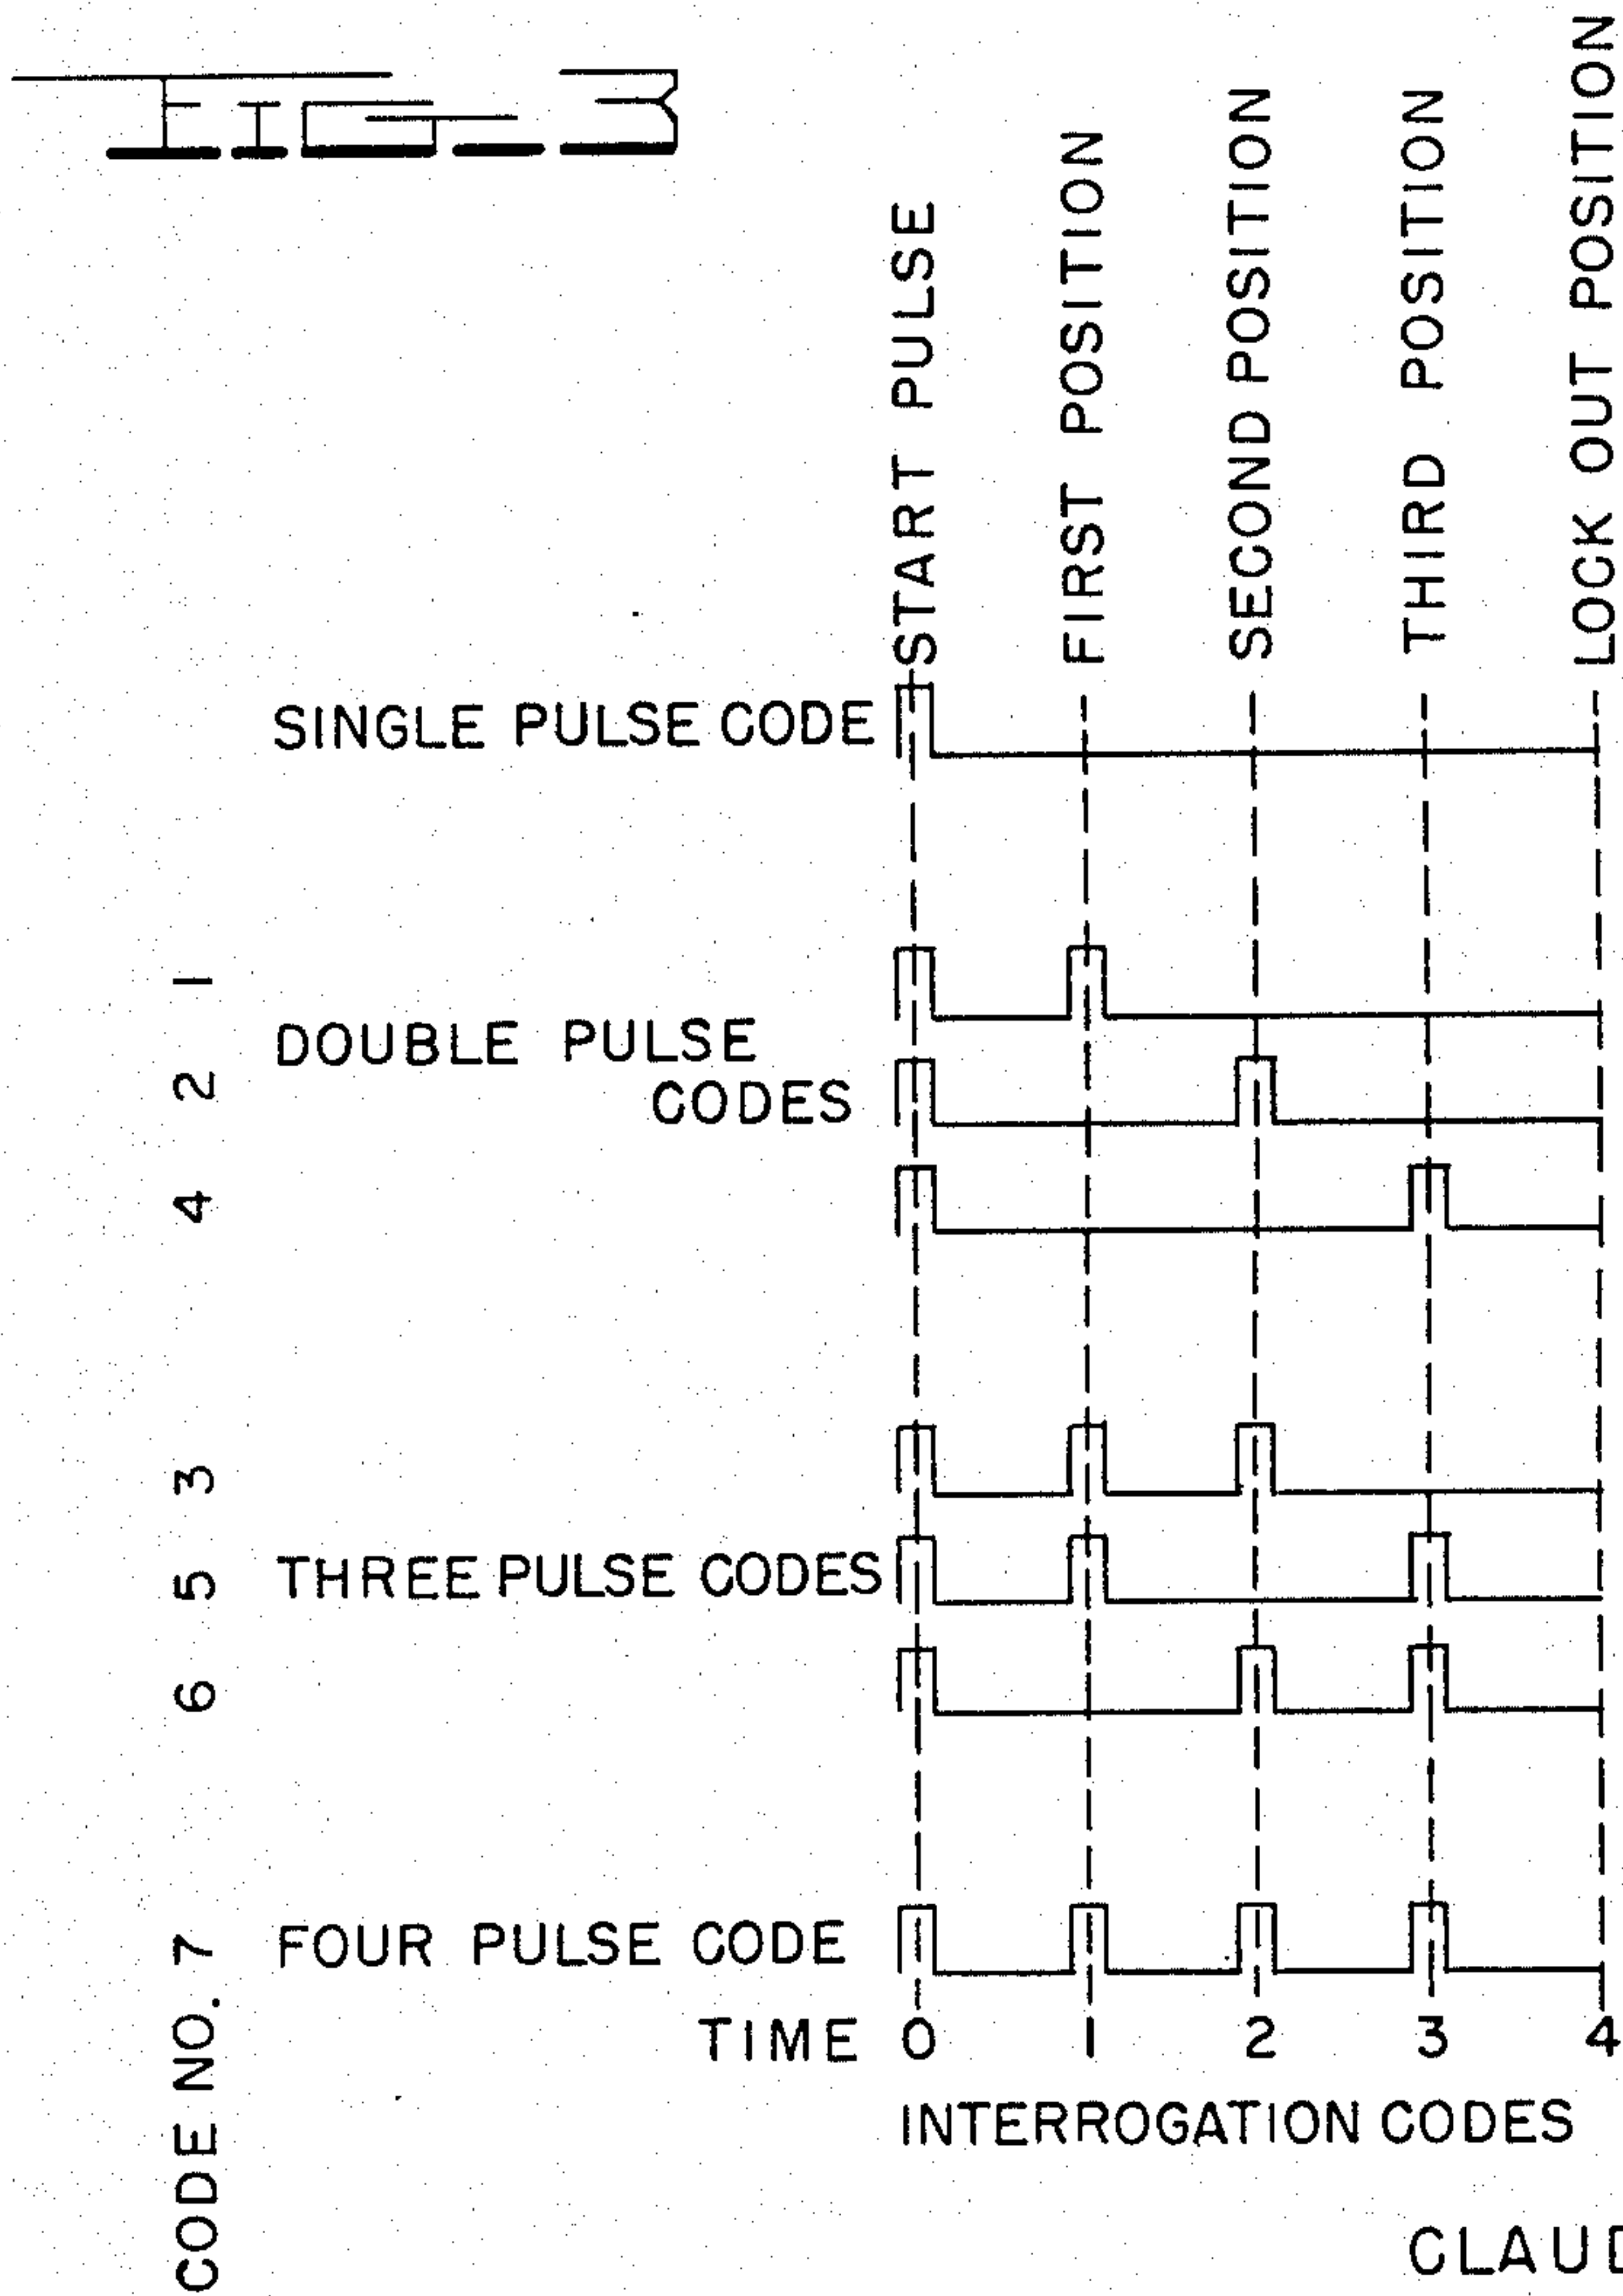 FIG_3
START PULSE
FIRST POSITION
SECOND POSITION
THIRD POSITION
LOCK OUT POSITION
SINGLE PULSE CODE
1
DOUBLE PULSE
CODES
2
4
3
5
THREE PULSE CODES
6
FOUR PULSE CODE
CODE NO. 7
TIME 0 1 2 3 4
INTERROGATION CODES